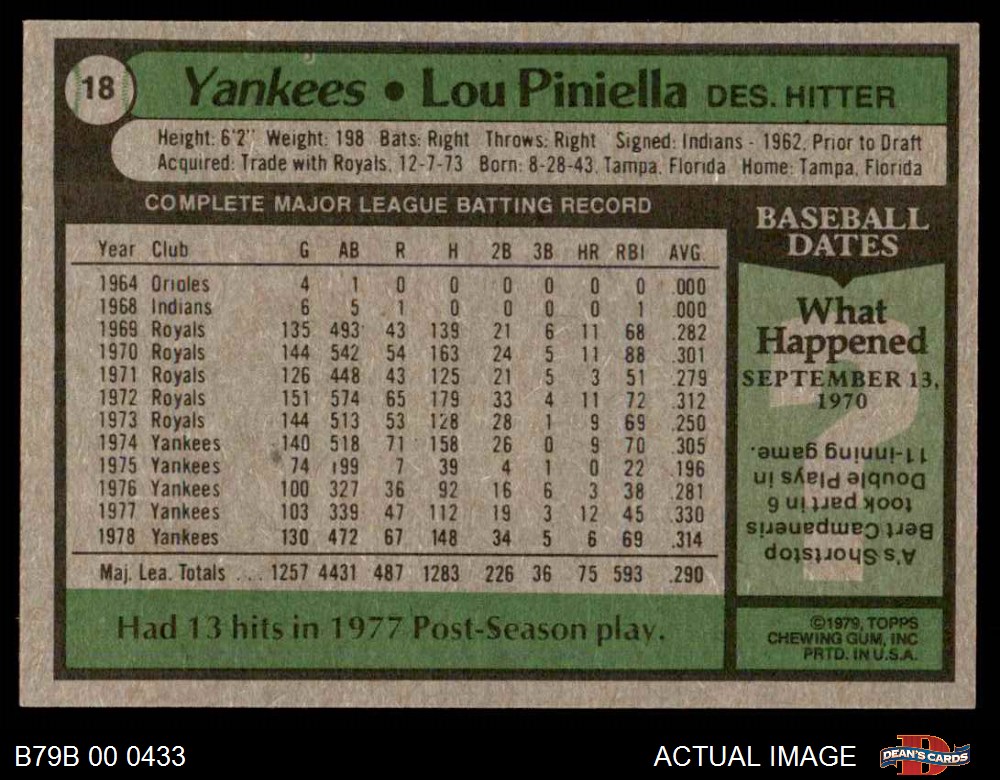 18
Yankees • Lou Piniella DES. HITTER
Height: 6'2" Weight: 198 Bats: Right Throws: Right Signed: Indians - 1962, Prior to Draft
Acquired: Trade with Royals, 12-7-73 Born: 8-28-43, Tampa, Florida Home: Tampa, Florida
COMPLETE MAJOR LEAGUE BATTING RECORD
Year Club G AB R H 2B 3B HR RBI AVG.
1964 Orioles 4 1 0 0 0 0 0 0 .000
1968 Indians 6 5 1 0 0 0 0 1 .000
1969 Royals 135 493 43 139 21 6 11 68 .282
1970 Royals 144 542 54 163 24 5 11 88 .301
1971 Royals 126 448 43 125 21 5 3 51 .279
1972 Royals 151 574 65 179 33 4 11 72 .312
1973 Royals 144 513 53 128 28 1 9 69 .250
1974 Yankees 140 518 71 158 26 0 9 70 .305
1975 Yankees 74 199 7 39 4 1 0 22 .196
1976 Yankees 100 327 36 92 16 6 3 38 .281
1977 Yankees 103 339 47 112 19 3 12 45 .330
1978 Yankees 130 472 67 148 34 5 6 69 .314
Maj. Lea. Totals ... 1257 4431 487 1283 226 36 75 593 .290
Had 13 hits in 1977 Post-Season play.
BASEBALL
DATES
What
Happened
SEPTEMBER 13,
1970
?
A's Shortstop
Bert Campaneris
took part in 6
Double Plays in
11-inning game.
©1979, TOPPS
CHEWING GUM, INC
PRTD. IN U.S.A.
B79B 00 0433
ACTUAL IMAGE
DEAN'S CARDS